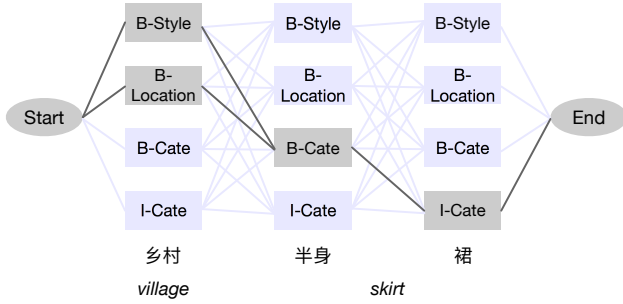 B-Style B-Style B-Style
B-
Location B-
Location B-
Location
Start End
B-Cate B-Cate B-Cate
I-Cate I-Cate I-Cate
乡村 半身 裙
village skirt